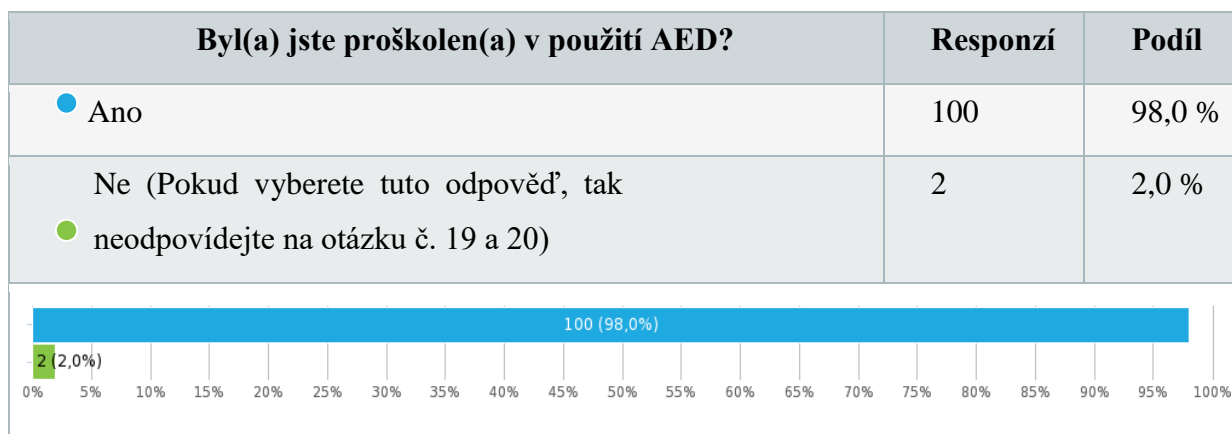 Byl(a) jste proškolen(a) v použití AED? Responzí Podíl
Ano 100 98,0 %
Ne (Pokud vyberete tuto odpověď, tak 2 2,0 %
neodpovídejte na otázku č. 19 a 20)
100 (98,0%)
2 (2,0%)
0% 5% 10% 15% 20% 25% 30% 35% 40% 45% 50% 55% 60% 65% 70% 75% 80% 85% 90% 95% 100%